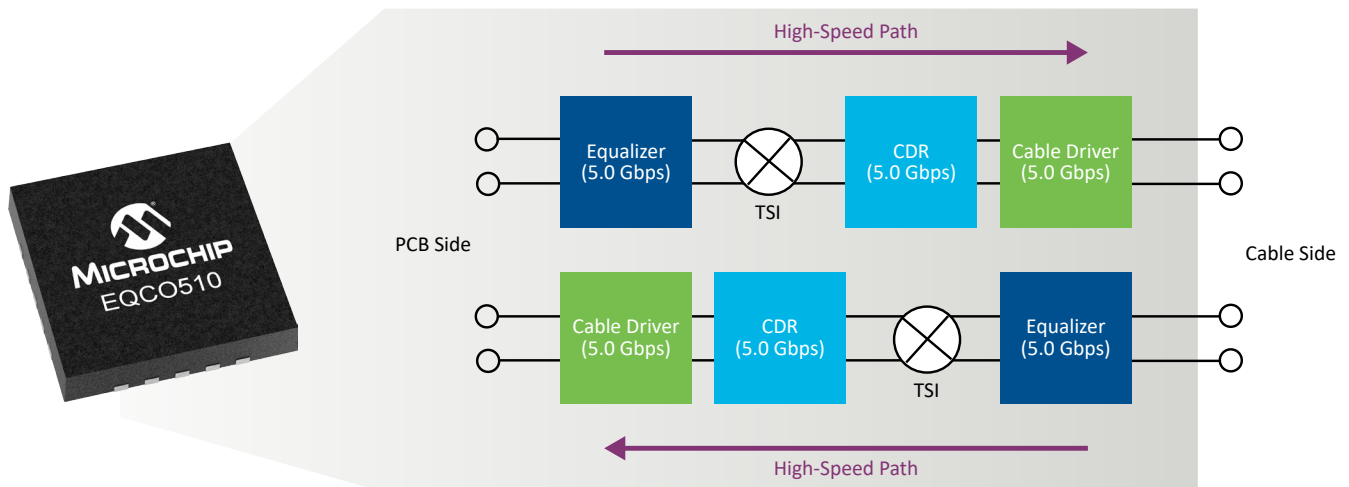 High-Speed Path
Equalizer
(5.0 Gbps)
TSI
CDR
(5.0 Gbps)
Cable Driver
(5.0 Gbps)
PCB Side
Cable Side
MICROCHIP
EQCO510
Cable Driver
(5.0 Gbps)
CDR
(5.0 Gbps)
TSI
Equalizer
(5.0 Gbps)
High-Speed Path